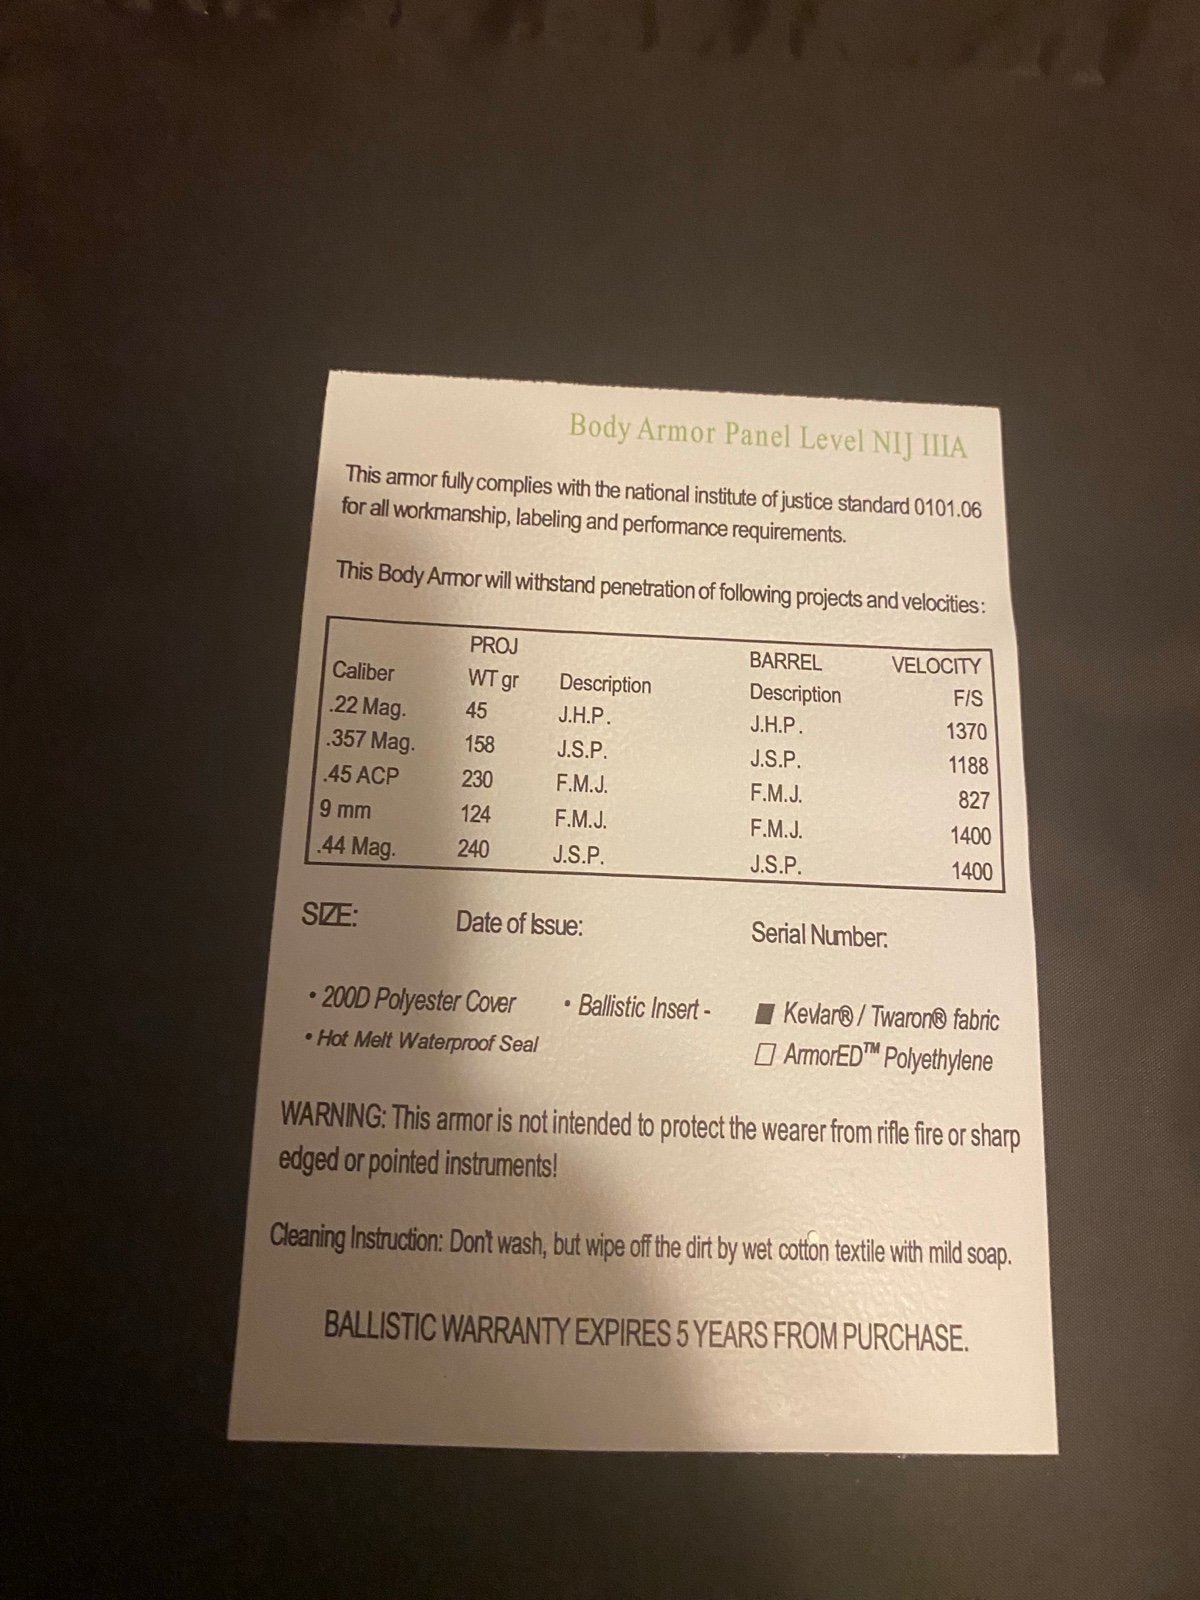 Body Armor Panel Level NIJ IIIA
This armor fully complies with the national institute of justice standard 0101.06
for all workmanship, labeling and performance requirements.
This Body Armor will withstand penetration of following projects and velocities:
PROJ BARREL VELOCITY
Caliber WT gr Description Description F/S
.22 Mag. 45 J.H.P. J.H.P. 1370
.357 Mag. 158 J.S.P. J.S.P. 1188
.45 ACP 230 F.M.J. F.M.J. 827
9 mm 124 F.M.J. F.M.J. 1400
.44 Mag. 240 J.S.P. J.S.P. 1400
SIZE: Date of Issue: Serial Number:
• 200D Polyester Cover • Ballistic Insert - ■ Kevlar® / Twaron® fabric
• Hot Melt Waterproof Seal □ ArmorED™ Polyethylene
WARNING: This armor is not intended to protect the wearer from rifle fire or sharp
edged or pointed instruments!
Cleaning Instruction: Don't wash, but wipe off the dirt by wet cotton textile with mild soap.
BALLISTIC WARRANTY EXPIRES 5 YEARS FROM PURCHASE.